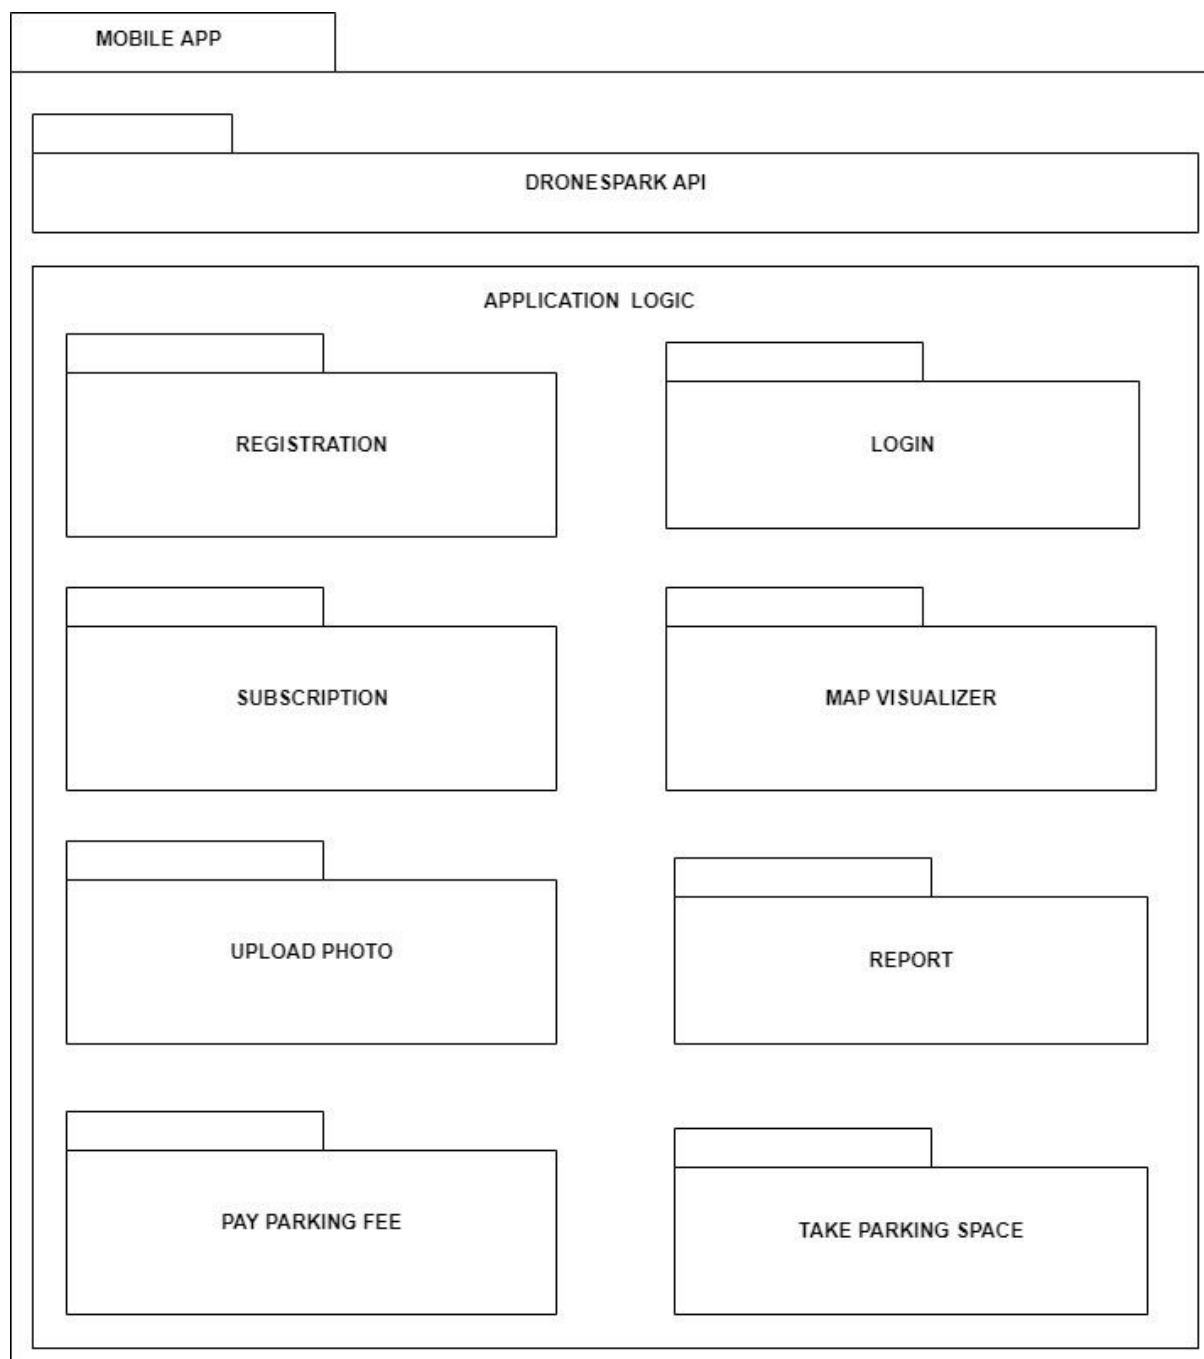 MOBILE APP
DRONESPARK API
APPLICATION LOGIC
REGISTRATION
LOGIN
SUBSCRIPTION
MAP VISUALIZER
UPLOAD PHOTO
REPORT
PAY PARKING FEE
TAKE PARKING SPACE